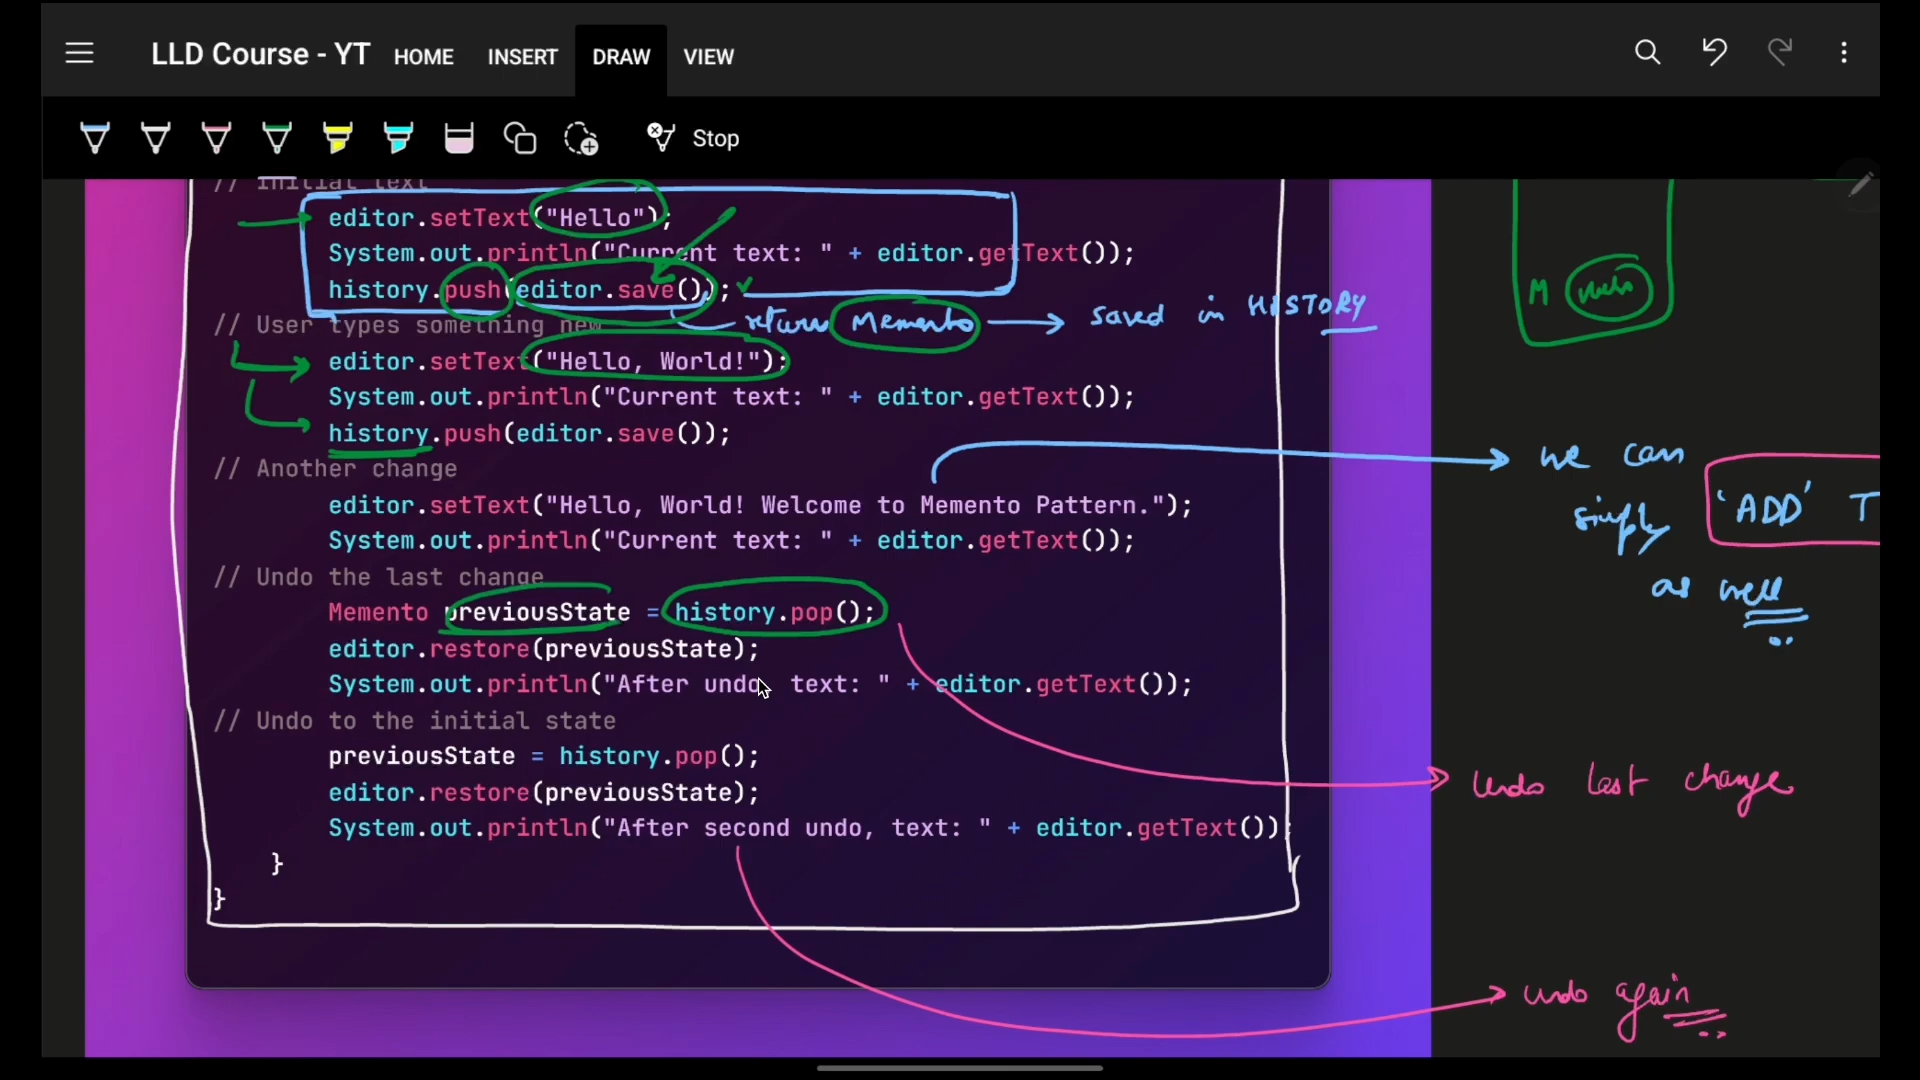 LLD Course - YT HOME INSERT DRAW VIEW
Stop
// Initial text
editor.setText("Hello");
System.out.println("Current text: " + editor.getText());
history.push(editor.save());
return Memento saved in HISTORY
// User types something new
editor.setText("Hello, World!");
System.out.println("Current text: " + editor.getText());
history.push(editor.save());
// Another change
editor.setText("Hello, World! Welcome to Memento Pattern.");
System.out.println("Current text: " + editor.getText());
// Undo the last change
Memento previousState = history.pop();
editor.restore(previousState);
System.out.println("After undo, text: " + editor.getText());
// Undo to the initial state
previousState = history.pop();
editor.restore(previousState);
System.out.println("After second undo, text: " + editor.getText());
}
}
M Hello
we can
simply 'ADD' T
as well
Undo last change
undo again